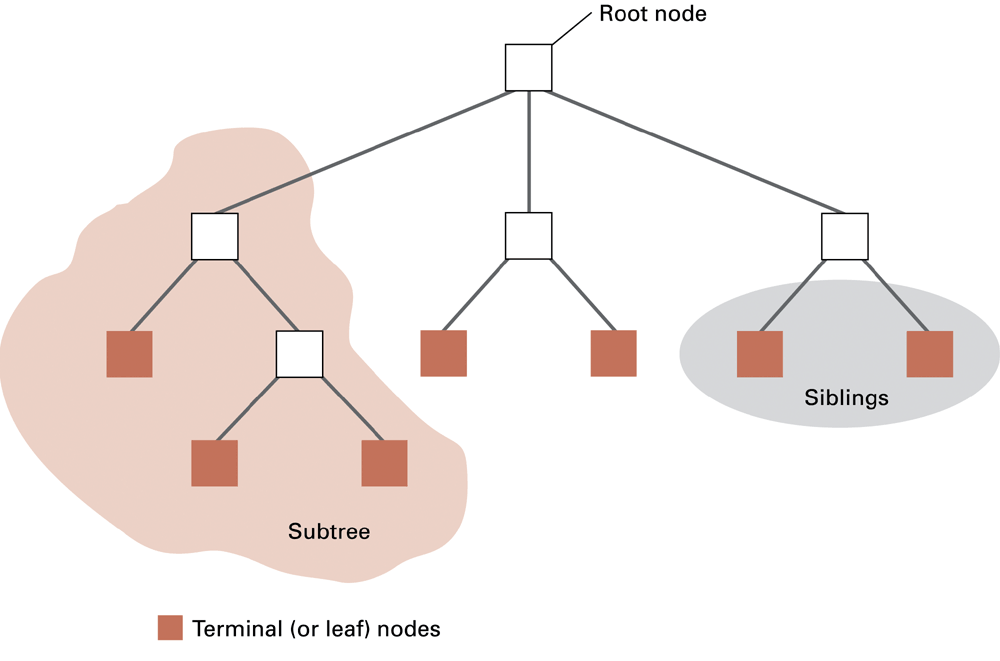 Root node
Siblings
Subtree
Terminal (or leaf) nodes